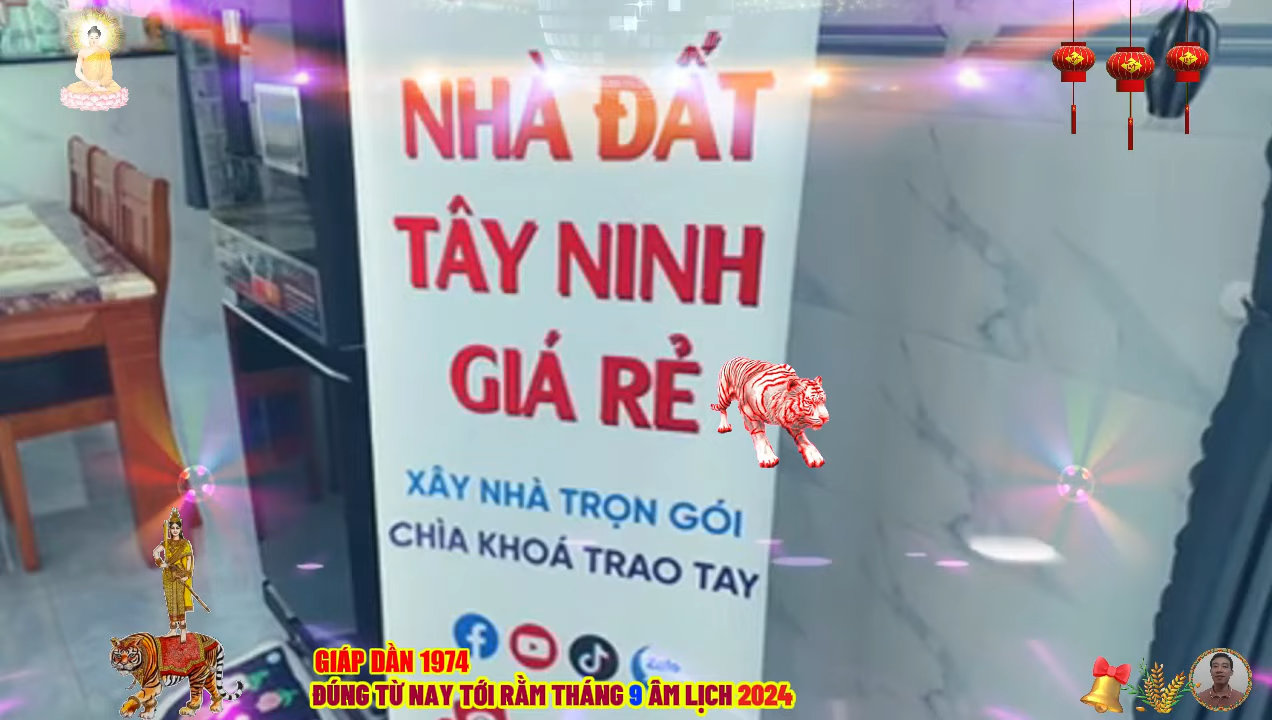 NHÀ ĐẤT
TÂY NINH
GIÁ RẺ
XÂY NHÀ TRỌN GÓI
CHÌA KHOÁ TRAO TAY
Zalo
GIÁP DẦN 1974
ĐÚNG TỪ NAY TỚI RẰM THÁNG 9 ÂM LỊCH 2024